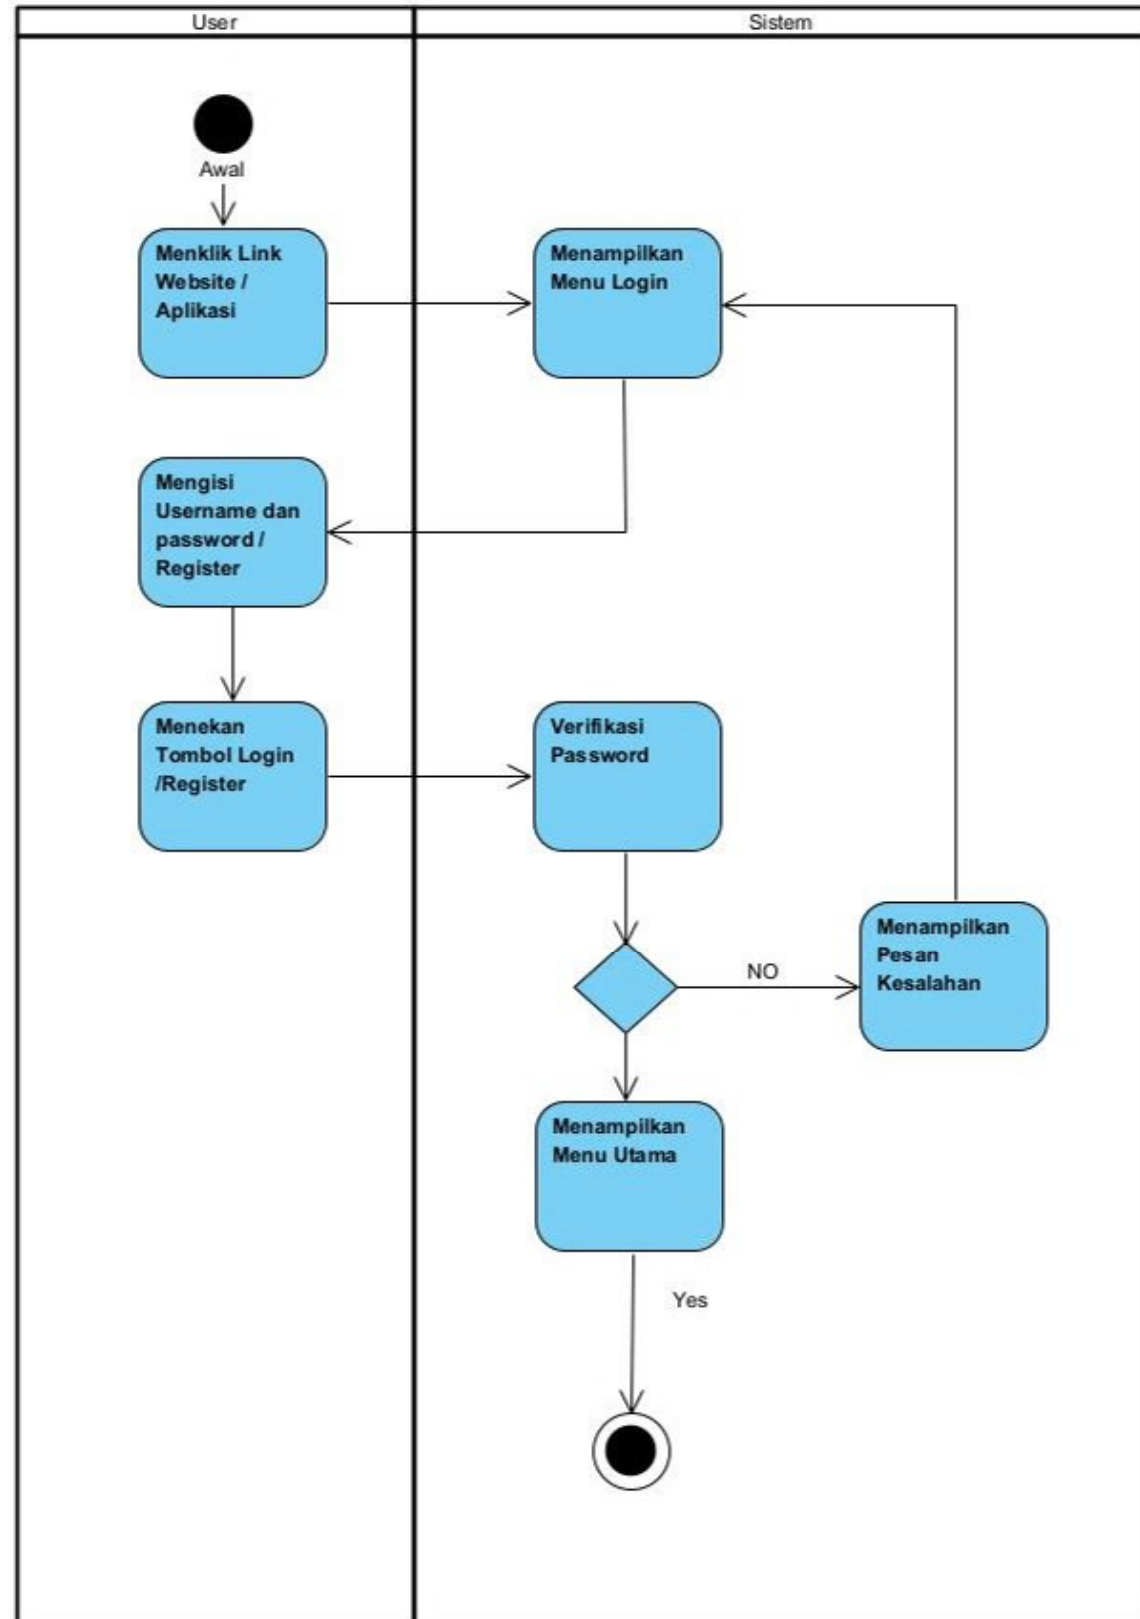 User
Sistem
Awal
Menklik Link
Website /
Aplikasi
Menampilkan
Menu Login
Mengisi
Username dan
password /
Register
Menekan
Tombol Login
/Register
Verifikasi
Password
NO
Menampilkan
Pesan
Kesalahan
Menampilkan
Menu Utama
Yes